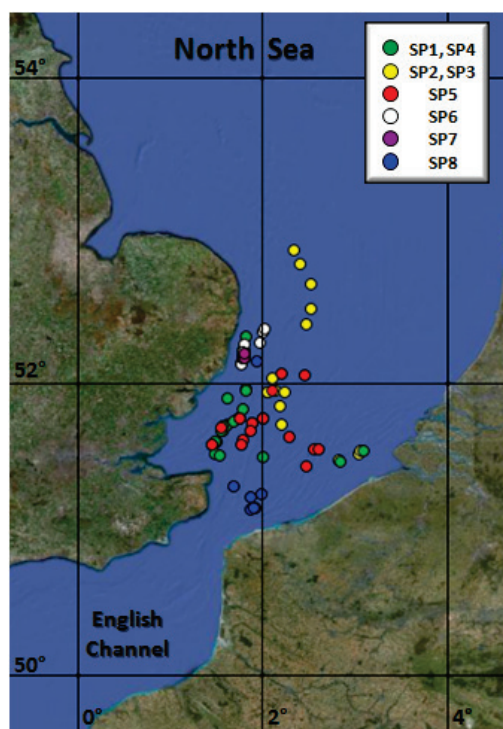 North Sea
SP1, SP4
SP2, SP3
SP5
SP6
SP7
SP8
54°
52°
English
Channel
50°
0°
2°
4°